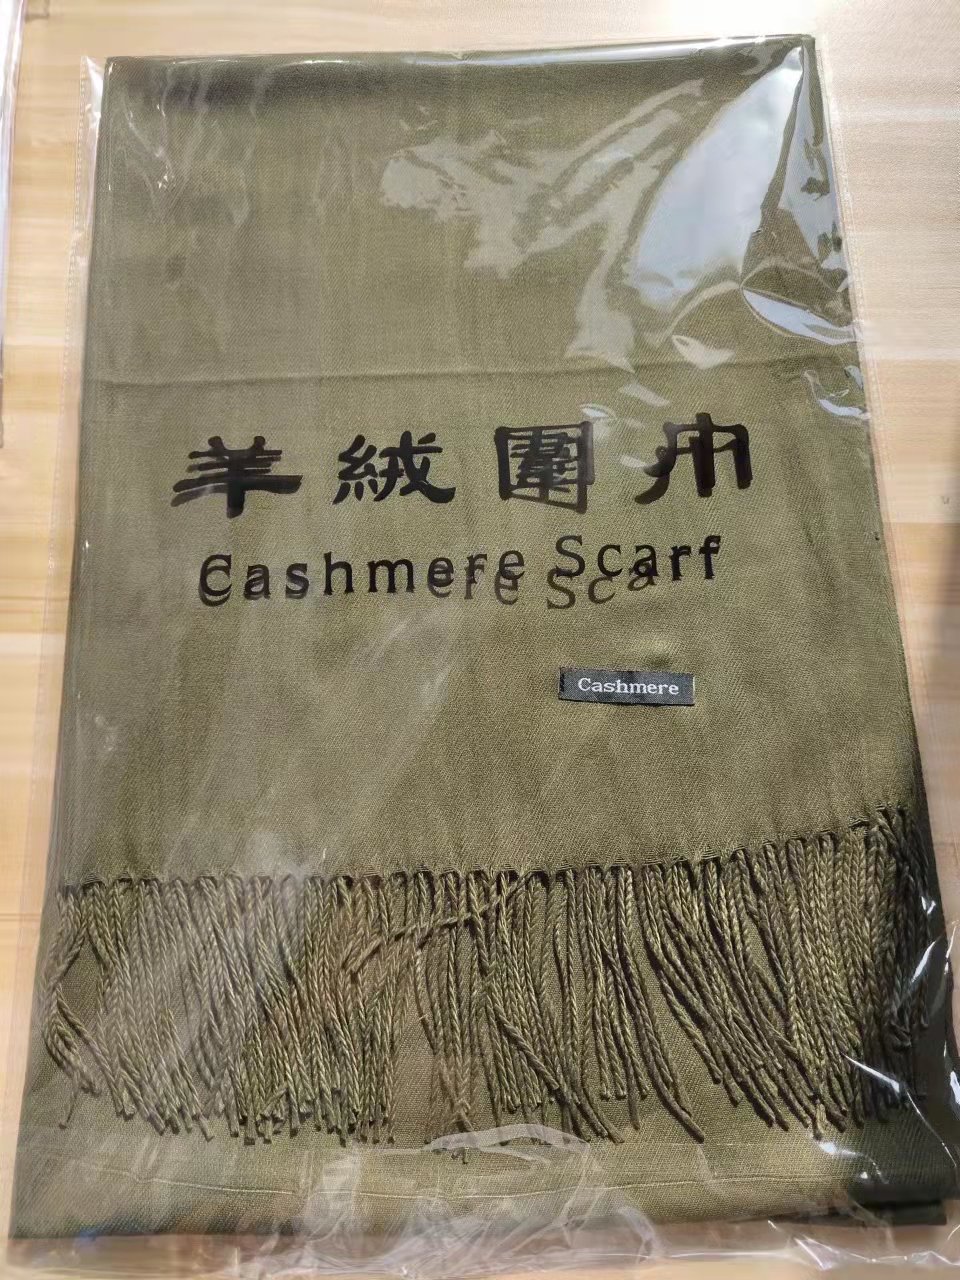 羊絨圍巾
Cashmere Scarf
Cashmere